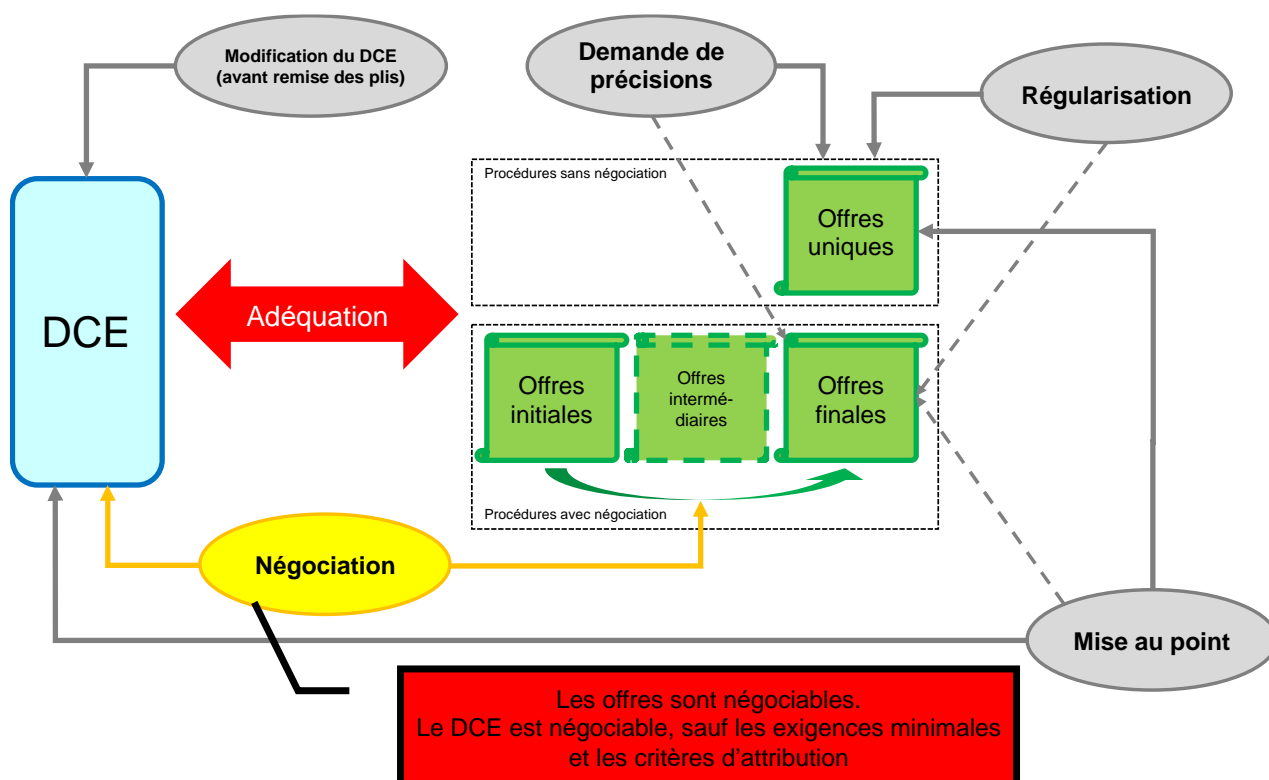 Modification du DCE
(avant remise des plis)
Demande de
précisions
Régularisation
Procédures sans négociation
Offres
uniques
DCE
Adéquation
Offres
initiales
Offres
intermé-
diaires
Offres
finales
Procédures avec négociation
Négociation
Mise au point
Les offres sont négociables.
Le DCE est négociable, sauf les exigences minimales
et les critères d’attribution